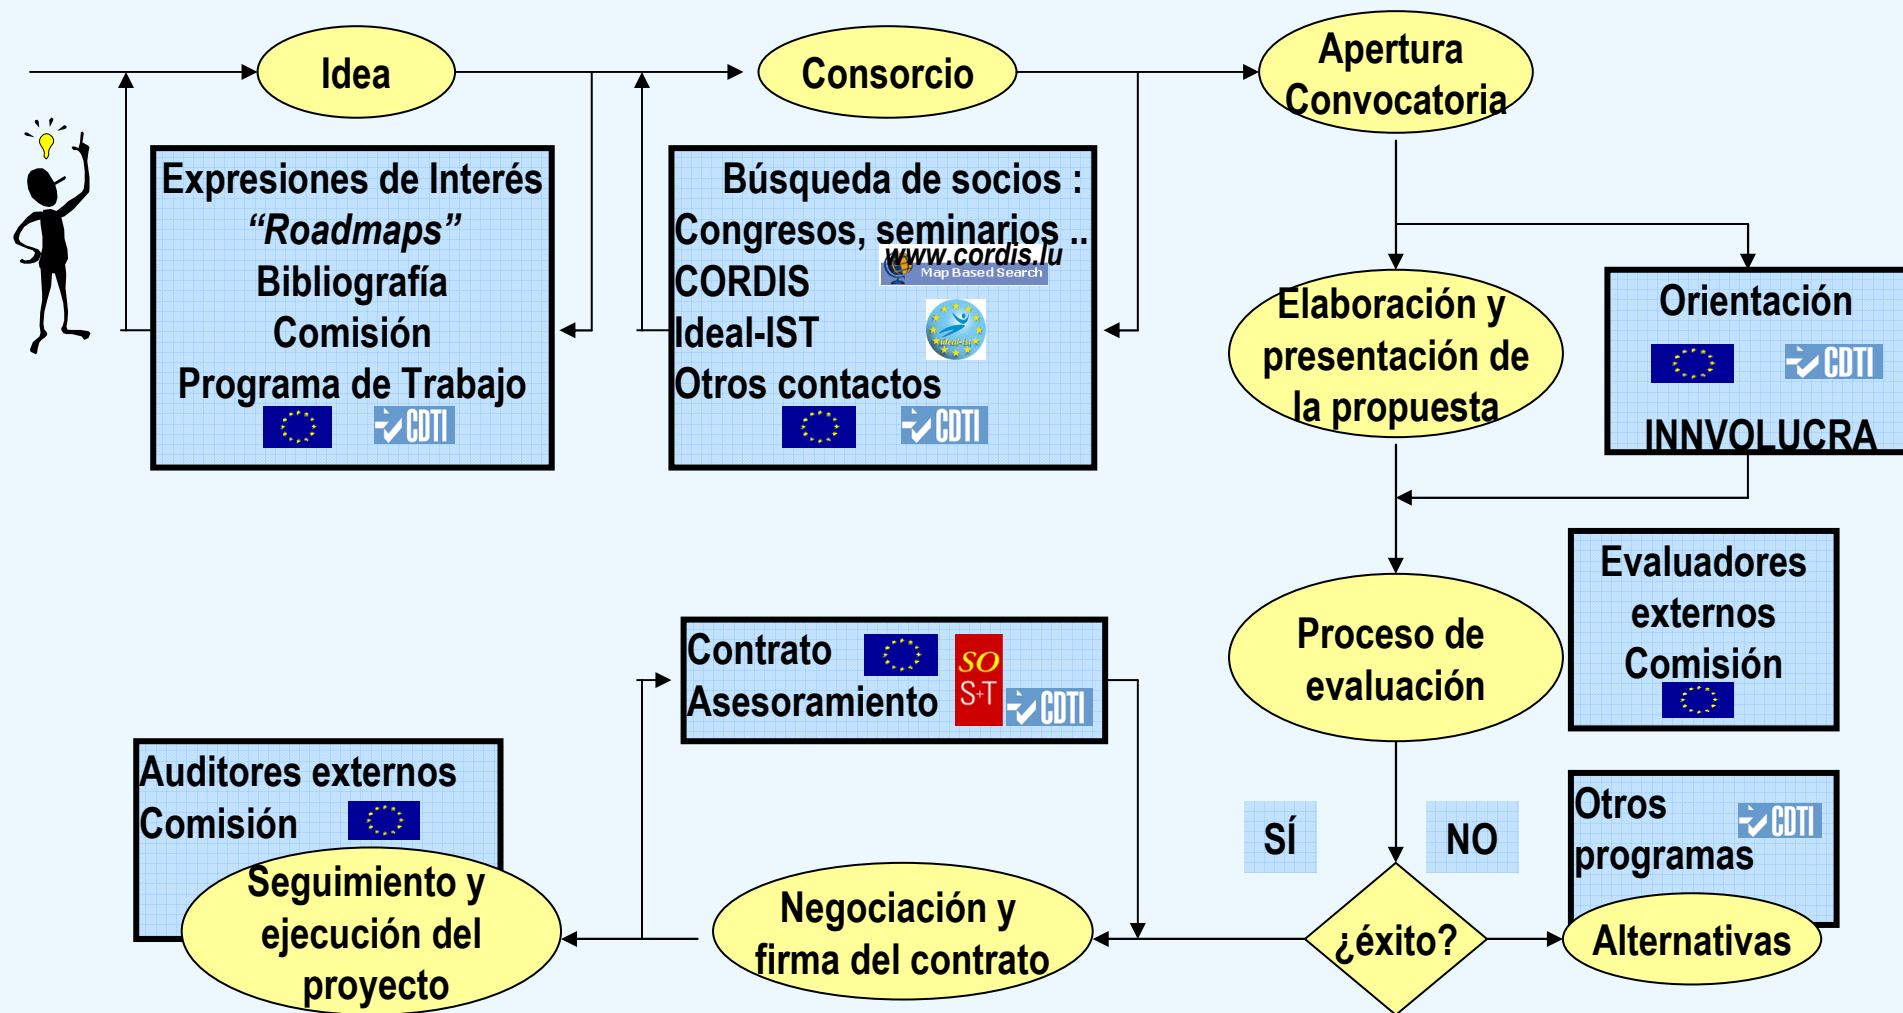 Idea
Consorcio
Apertura
Convocatoria
Expresiones de Interés
“Roadmaps”
Bibliografía
Comisión
Programa de Trabajo
CDTI
Búsqueda de socios :
Congresos, seminarios ..
www.cordis.lu
Map Based Search
CORDIS
Ideal-IST
Ideal-ist
Otros contactos
CDTI
Elaboración y
presentación de
la propuesta
Orientación
CDTI
INNVOLUCRA
Proceso de
evaluación
Evaluadores
externos
Comisión
Contrato
Asesoramiento
SO
S+T
CDTI
Auditores externos
Comisión
Seguimiento y
ejecución del
proyecto
Negociación y
firma del contrato
SÍ
NO
¿éxito?
Otros
programas
CDTI
Alternativas